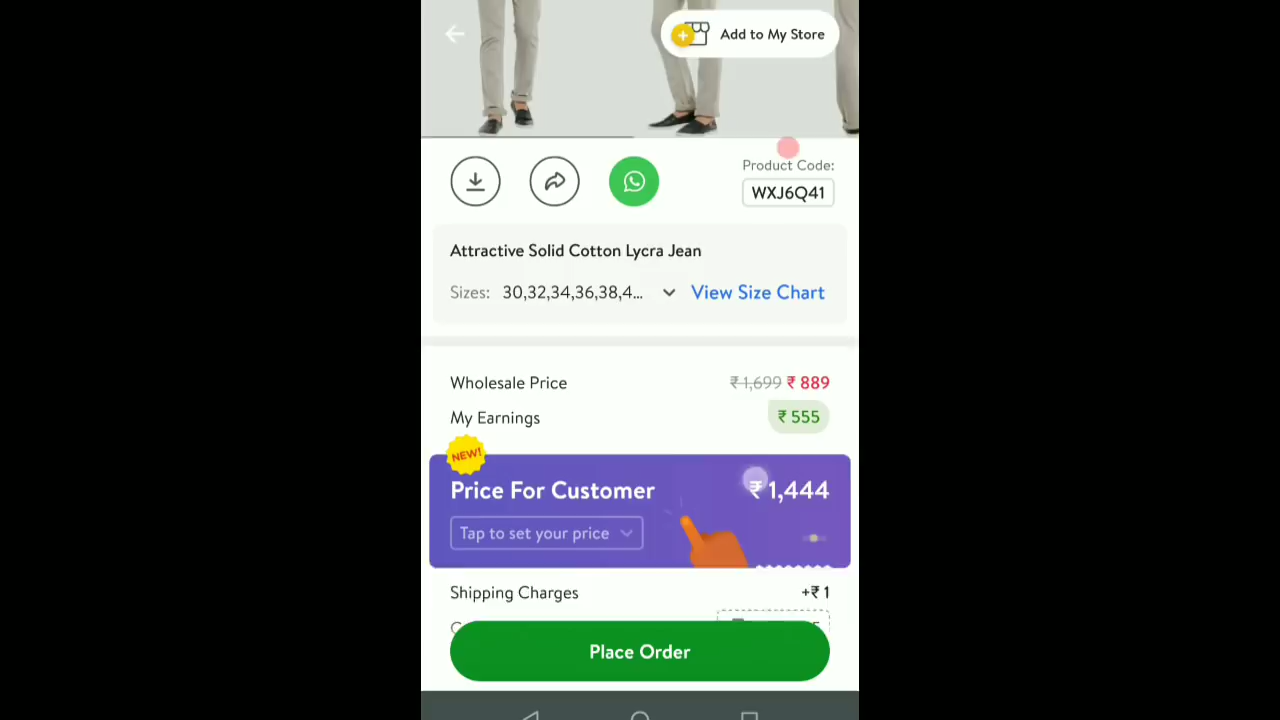 Add to My Store
Product Code:
WXJ6Q41
Attractive Solid Cotton Lycra Jean
Sizes: 30,32,34,36,38,4... View Size Chart
Wholesale Price ₹ 1,699 ₹ 889
My Earnings ₹ 555
NEW!
Price For Customer ₹ 1,444
Tap to set your price
Shipping Charges +₹ 1
Place Order